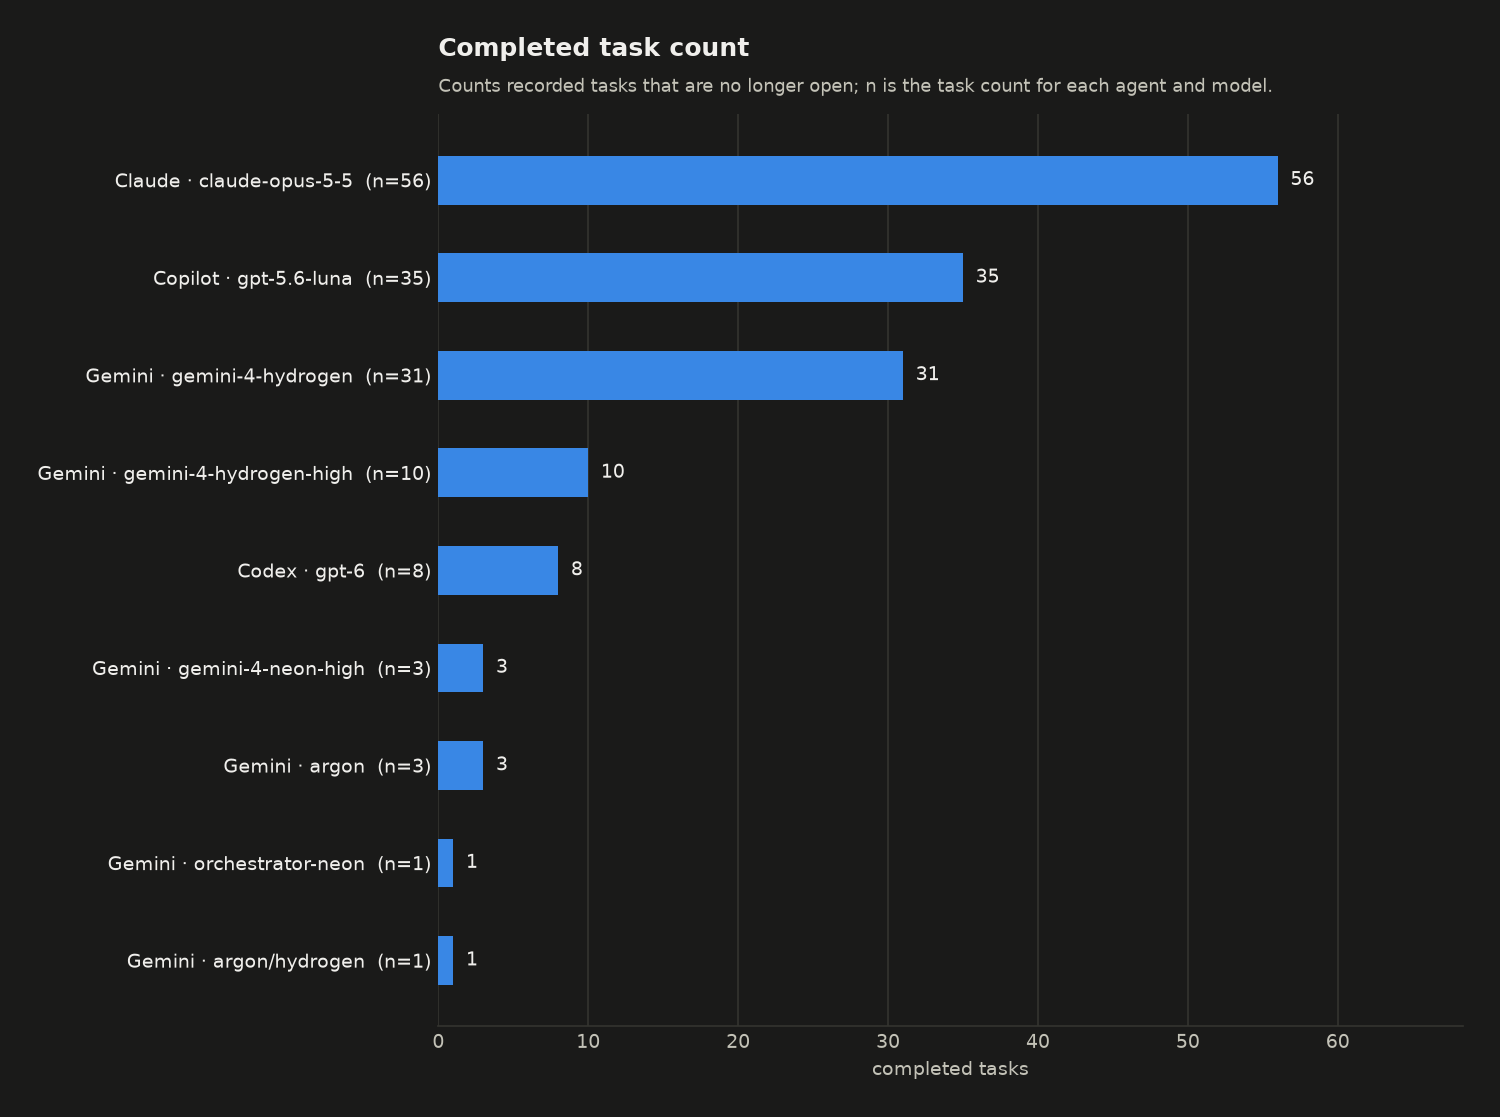 Completed task count
Counts recorded tasks that are no longer open; n is the task count for each agent and model.
Claude · claude-opus-5-5 (n=56) 56
Copilot · gpt-5.6-luna (n=35) 35
Gemini · gemini-4-hydrogen (n=31) 31
Gemini · gemini-4-hydrogen-high (n=10) 10
Codex · gpt-6 (n=8) 8
Gemini · gemini-4-neon-high (n=3) 3
Gemini · argon (n=3) 3
Gemini · orchestrator-neon (n=1) 1
Gemini · argon/hydrogen (n=1) 1
0 10 20 30 40 50 60
completed tasks